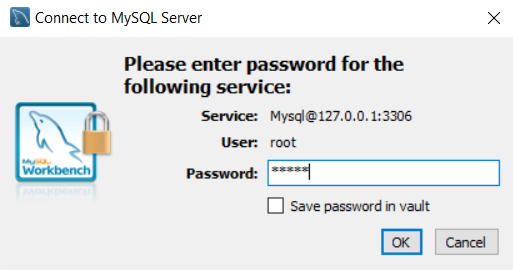 Connect to MySQL Server
Please enter password for the
following service:
Service: Mysql@127.0.0.1:3306
User: root
Password: *****
Save password in vault
OK Cancel
MySQL
Workbench